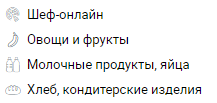 Шеф-онлайн
Овощи и фрукты
Молочные продукты, яйца
Хлеб, кондитерские изделия